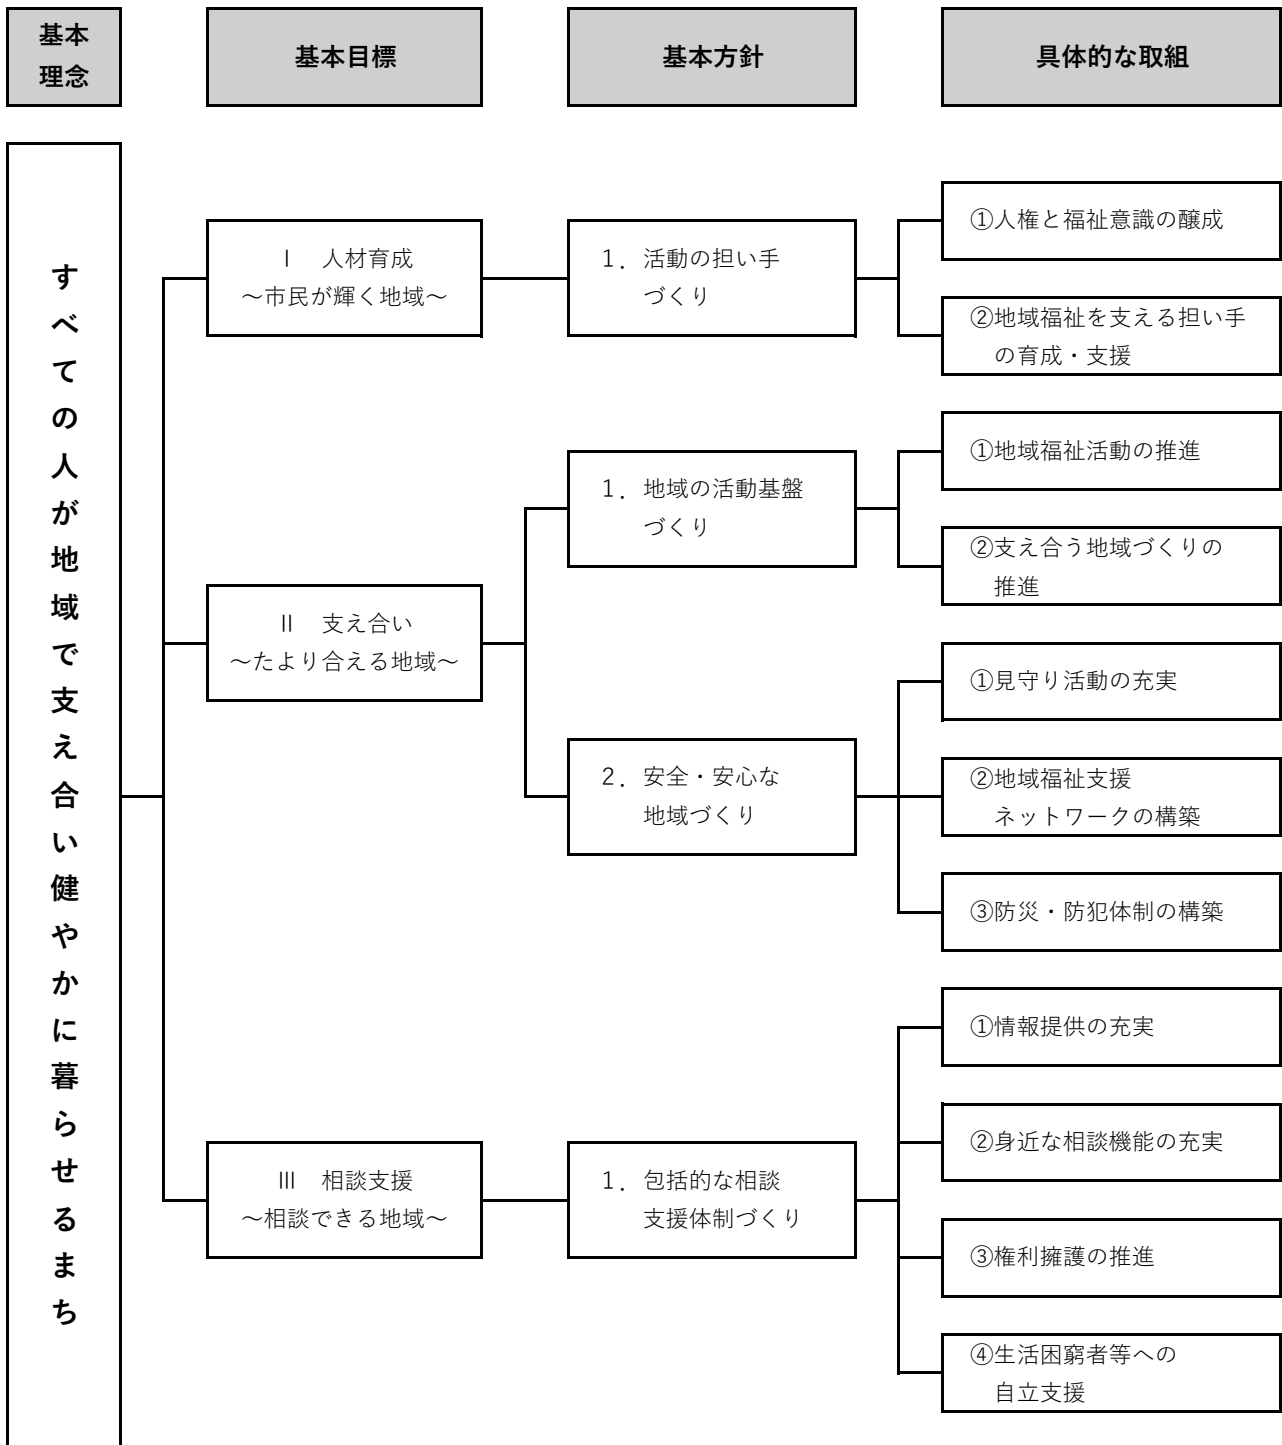 基本
理念
基本目標
基本方針
具体的な取組
すべての人が地域で支え合い健やかに暮らせるまち
Ⅰ　人材育成
～市民が輝く地域～
1．活動の担い手
づくり
①人権と福祉意識の醸成
②地域福祉を支える担い手
の育成・支援
Ⅱ　支え合い
～たより合える地域～
1．地域の活動基盤
づくり
①地域福祉活動の推進
②支え合う地域づくりの
推進
2．安全・安心な
地域づくり
①見守り活動の充実
②地域福祉支援
ネットワークの構築
③防災・防犯体制の構築
Ⅲ　相談支援
～相談できる地域～
1．包括的な相談
支援体制づくり
①情報提供の充実
②身近な相談機能の充実
③権利擁護の推進
④生活困窮者等への
自立支援